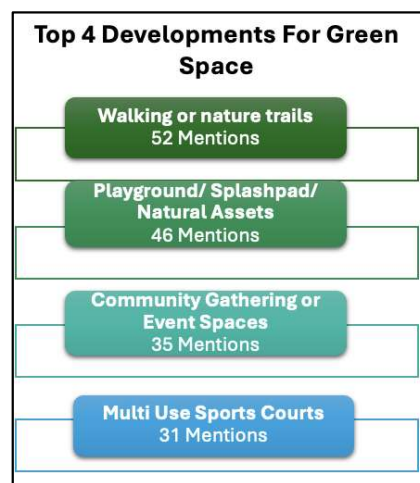 Top 4 Developments For Green
Space
Walking or nature trails
52 Mentions
Playground/ Splashpad/
Natural Assets
46 Mentions
Community Gathering or
Event Spaces
35 Mentions
Multi Use Sports Courts
31 Mentions